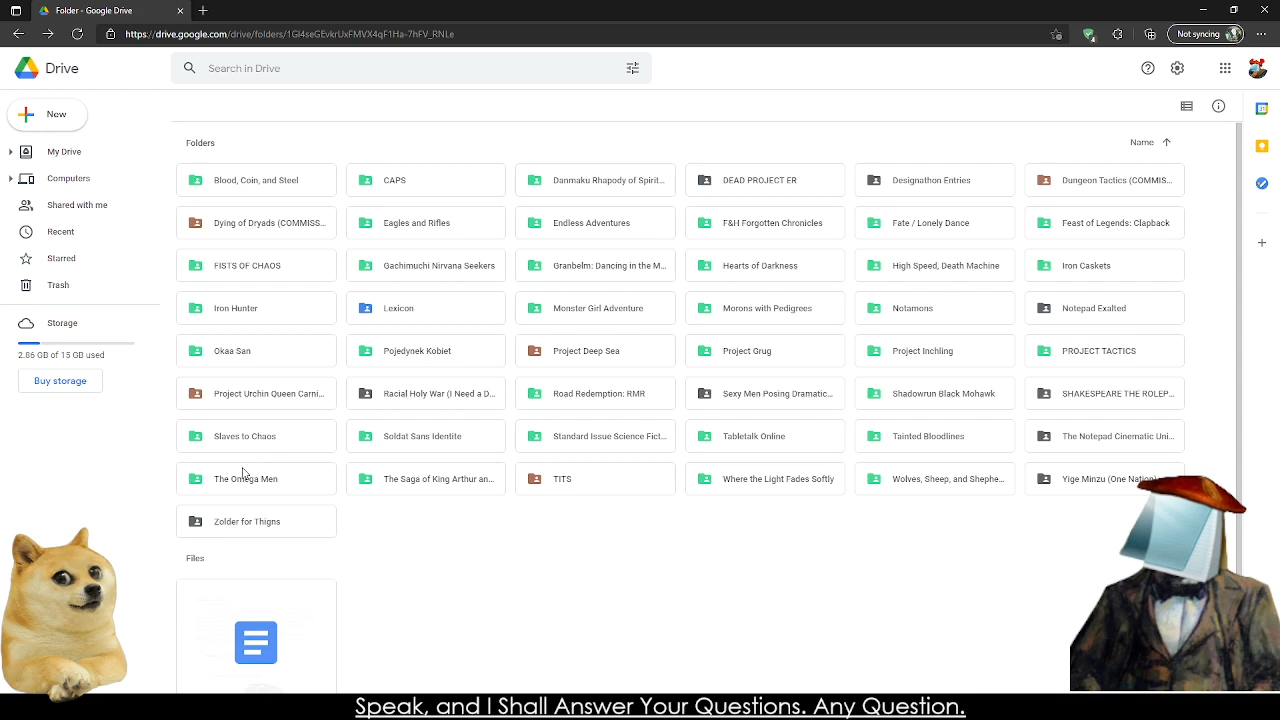 Folder - Google Drive
https://drive.google.com/drive/folders/1Gl4seGEvkrUxFMVX4qF1Ha-7hFV_RNLe
Not syncing
Drive
Search in Drive
New
My Drive
Computers
Shared with me
Recent
Starred
Trash
Storage
2.86 GB of 15 GB used
Buy storage
Folders
Name
Blood, Coin, and Steel
CAPS
Danmaku Rhapody of Spirit...
DEAD PROJECT ER
Designathon Entries
Dungeon Tactics (COMMIS...
Dying of Dryads (COMMISS...
Eagles and Rifles
Endless Adventures
F&H Forgotten Chronicles
Fate / Lonely Dance
Feast of Legends: Clapback
FISTS OF CHAOS
Gachimuchi Nirvana Seekers
Granbelm: Dancing in the M...
Hearts of Darkness
High Speed, Death Machine
Iron Caskets
Iron Hunter
Lexicon
Monster Girl Adventure
Morons with Pedigrees
Notamons
Notepad Exalted
Okaa San
Pojedynek Kobiet
Project Deep Sea
Project Grug
Project Inchling
PROJECT TACTICS
Project Urchin Queen Carni...
Racial Holy War (I Need a D...
Road Redemption: RMR
Sexy Men Posing Dramatic...
Shadowrun Black Mohawk
SHAKESPEARE THE ROLEP...
Slaves to Chaos
Soldat Sans Identite
Standard Issue Science Fict...
Tabletalk Online
Tainted Bloodlines
The Notepad Cinematic Uni...
The Omega Men
The Saga of King Arthur an...
TITS
Where the Light Fades Softly
Wolves, Sheep, and Shephe...
Yige Minzu (One Nation)
Zolder for Thigns
Files
Speak, and I Shall Answer Your Questions. Any Question.